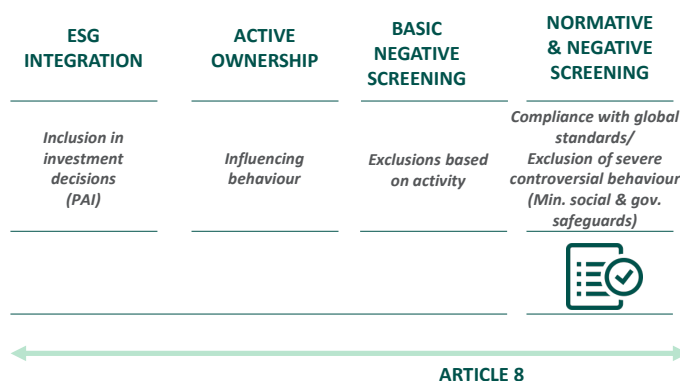 ESG
INTEGRATION
ACTIVE
OWNERSHIP
BASIC
NEGATIVE
SCREENING
NORMATIVE
& NEGATIVE
SCREENING
Inclusion in
investment
decisions
(PAI)
Influencing
behaviour
Exclusions based
on activity
Compliance with global
standards/
Exclusion of severe
controversial behaviour
(Min. social & gov.
safeguards)
ARTICLE 8